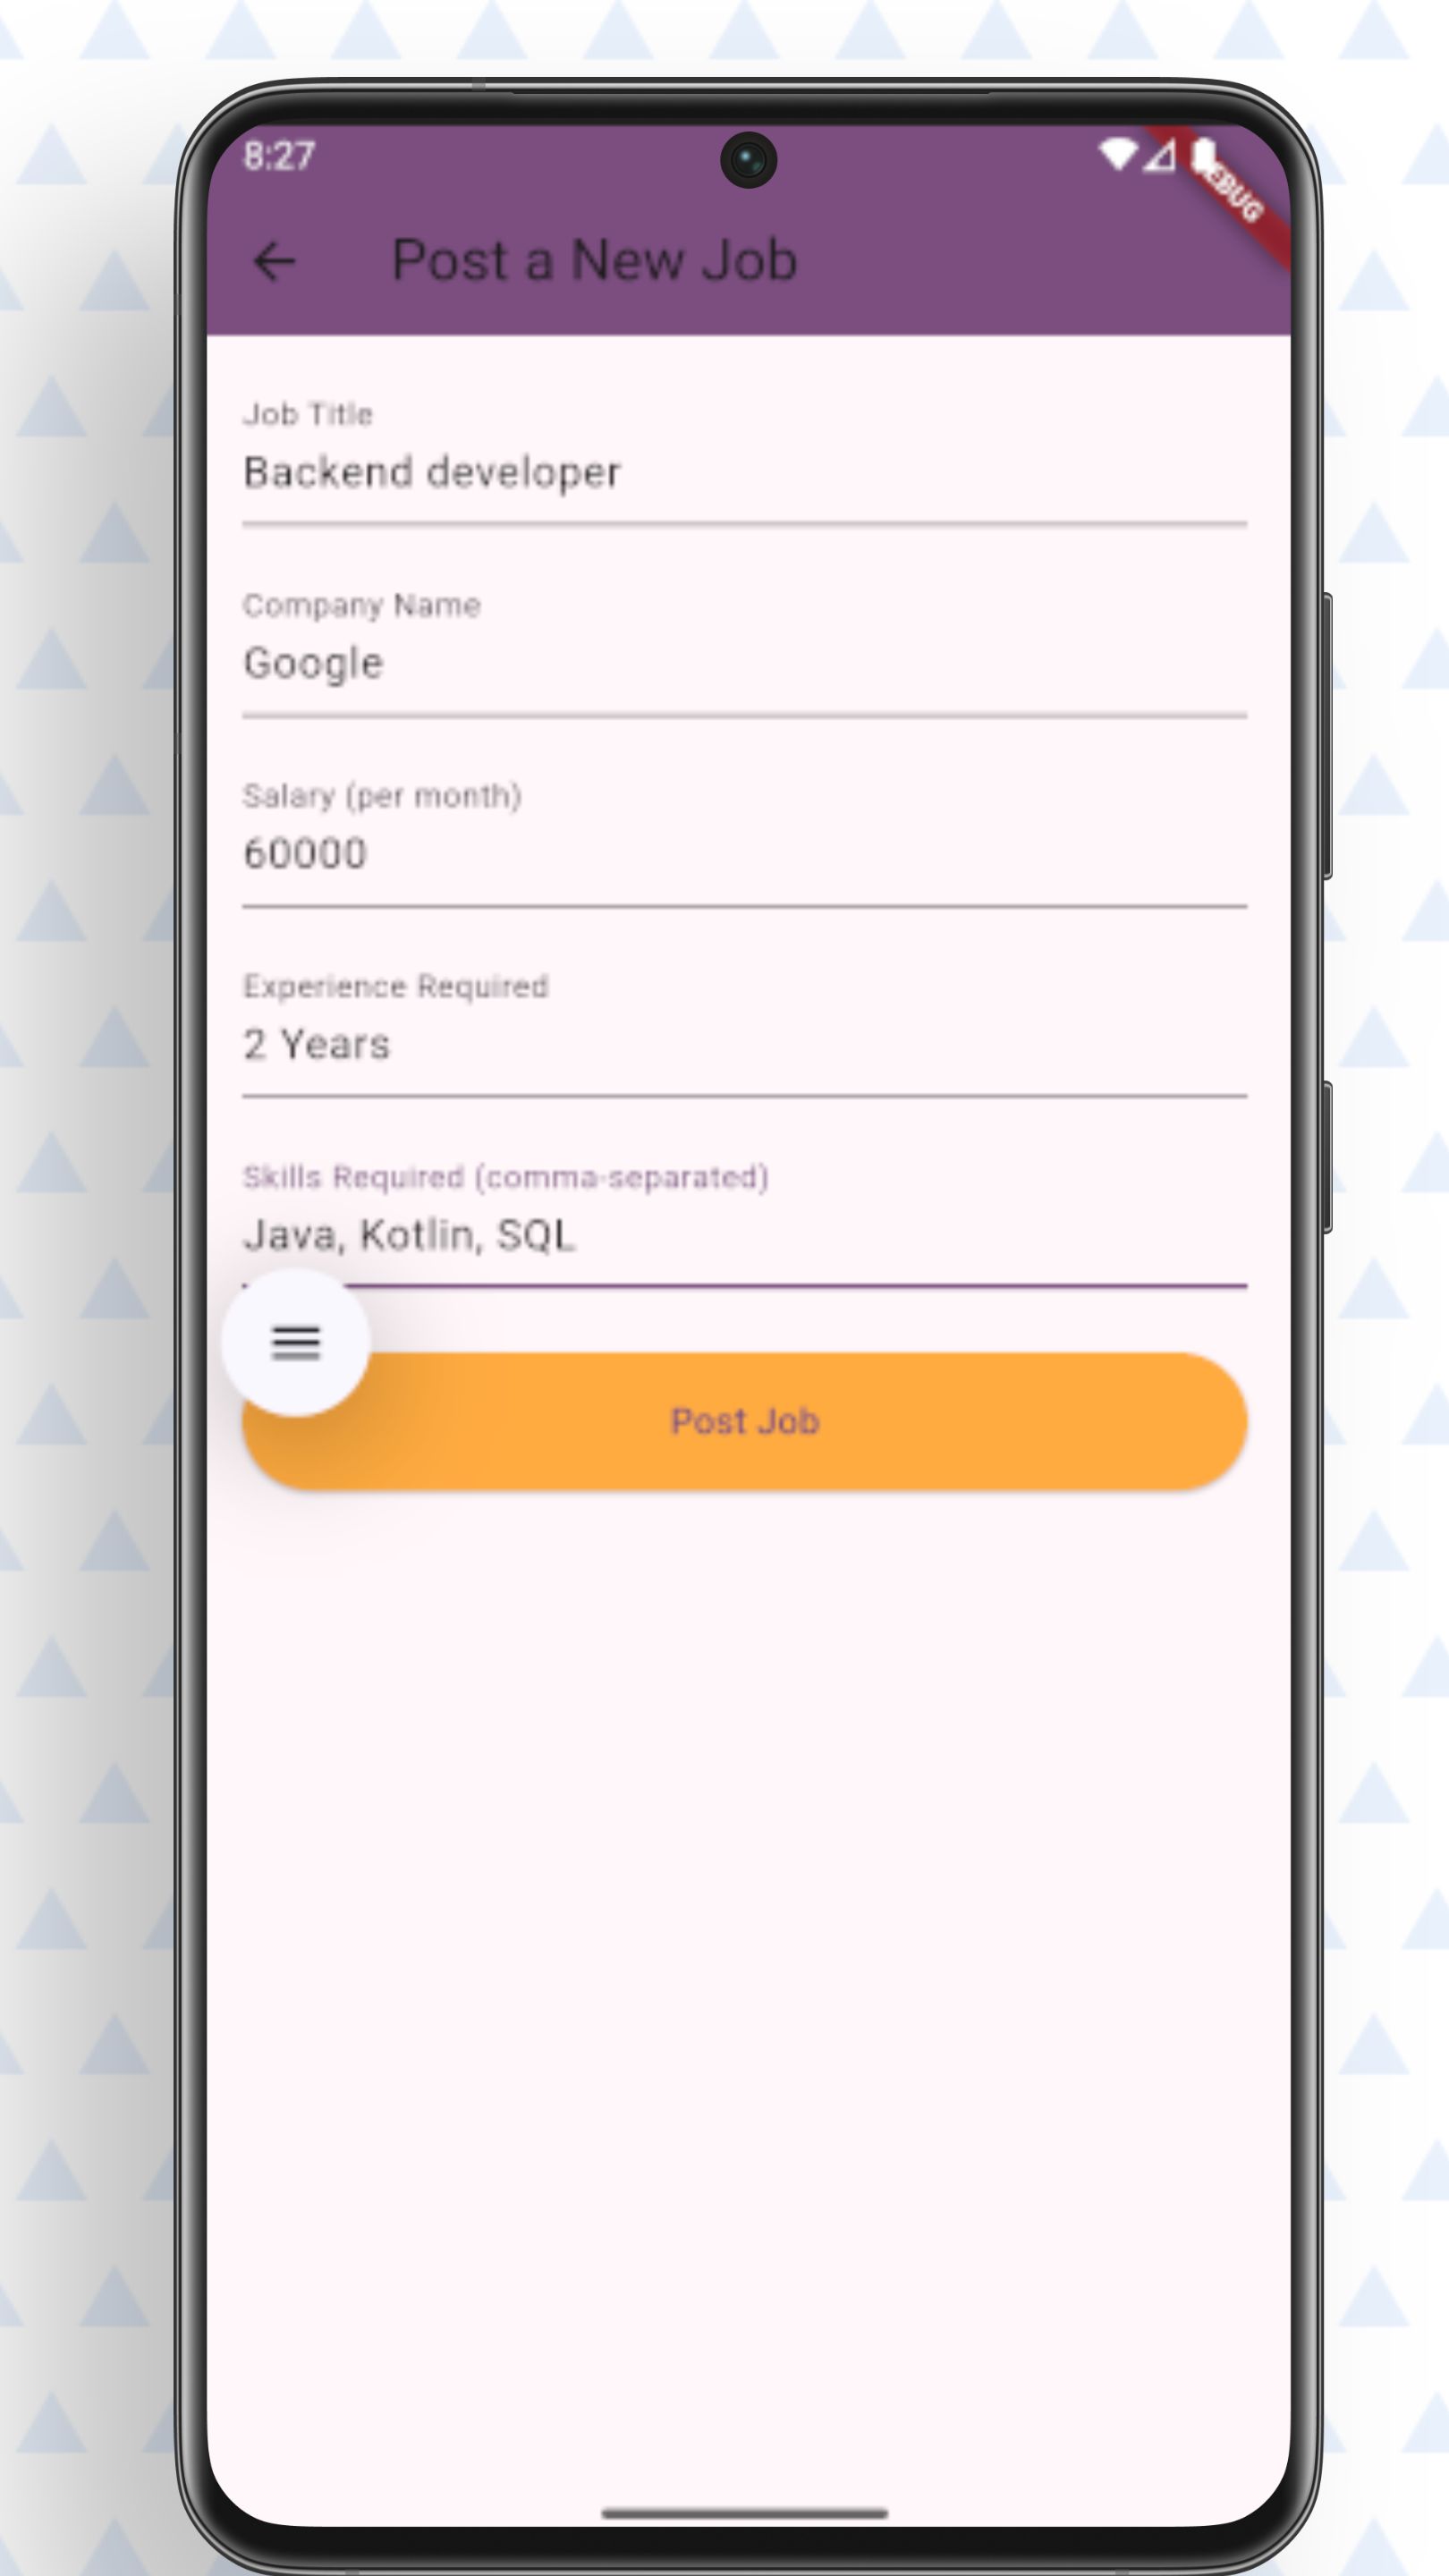 8:27
EBUG
Post a New Job
Job Title
Backend developer
Company Name
Google
Salary (per month)
60000
Experience Required
2 Years
Skills Required (comma-separated)
Java, Kotlin, SQL
Post Job